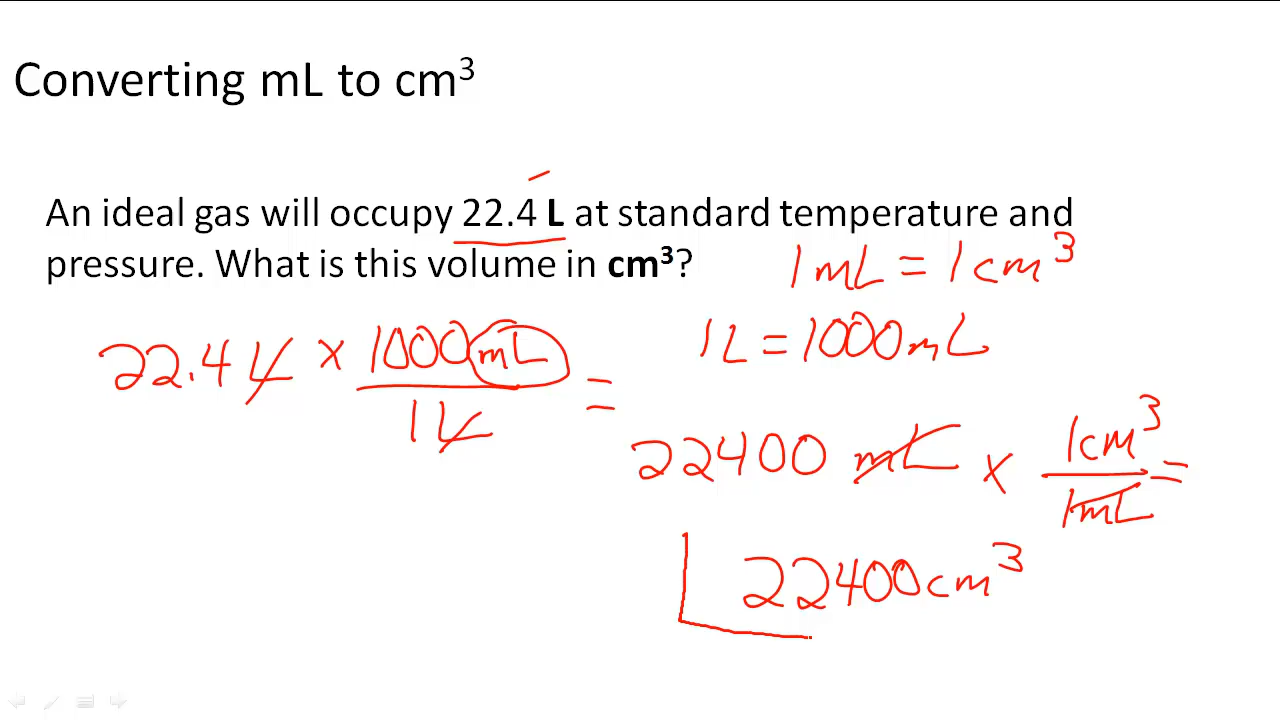 Converting mL to cm³
An ideal gas will occupy 22.4 L at standard temperature and
pressure. What is this volume in cm³?
1mL = 1cm³
1L = 1000mL
22.4 L × 1000mL / 1L =
22400 mL × 1cm³ / 1mL =
22400cm³